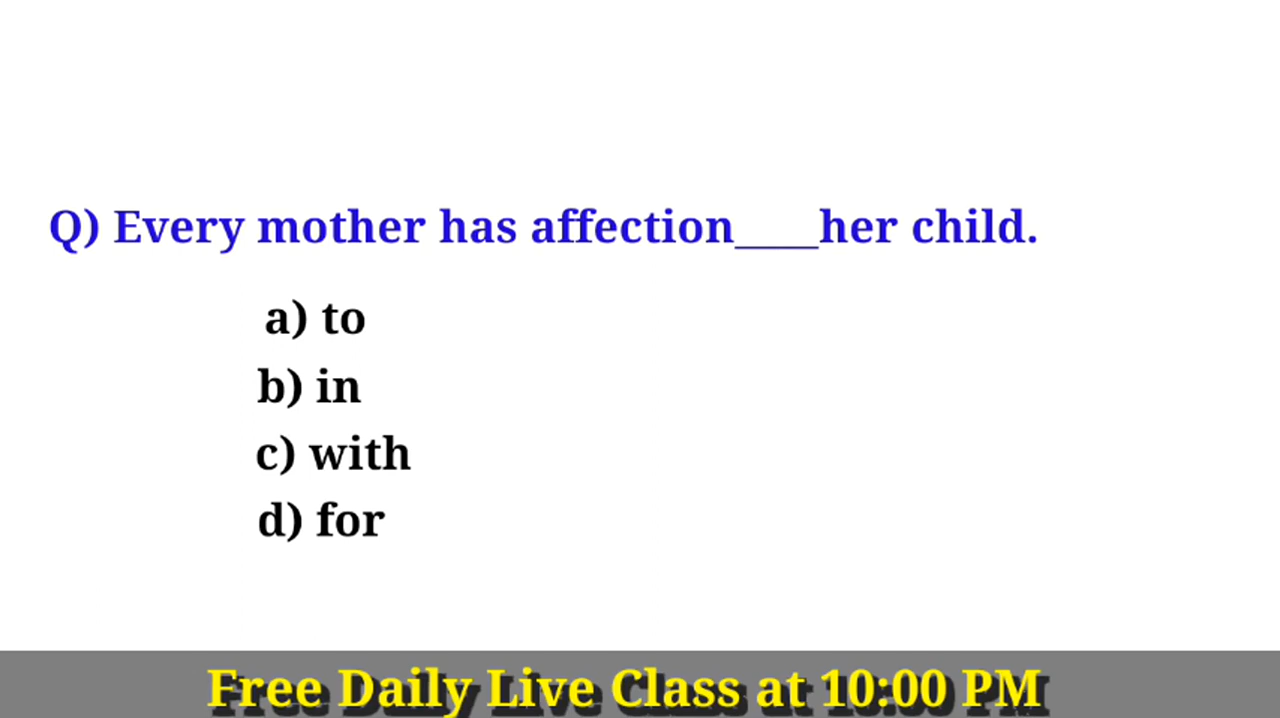 Q) Every mother has affection____her child.
a) to
b) in
c) with
d) for
Free Daily Live Class at 10:00 PM